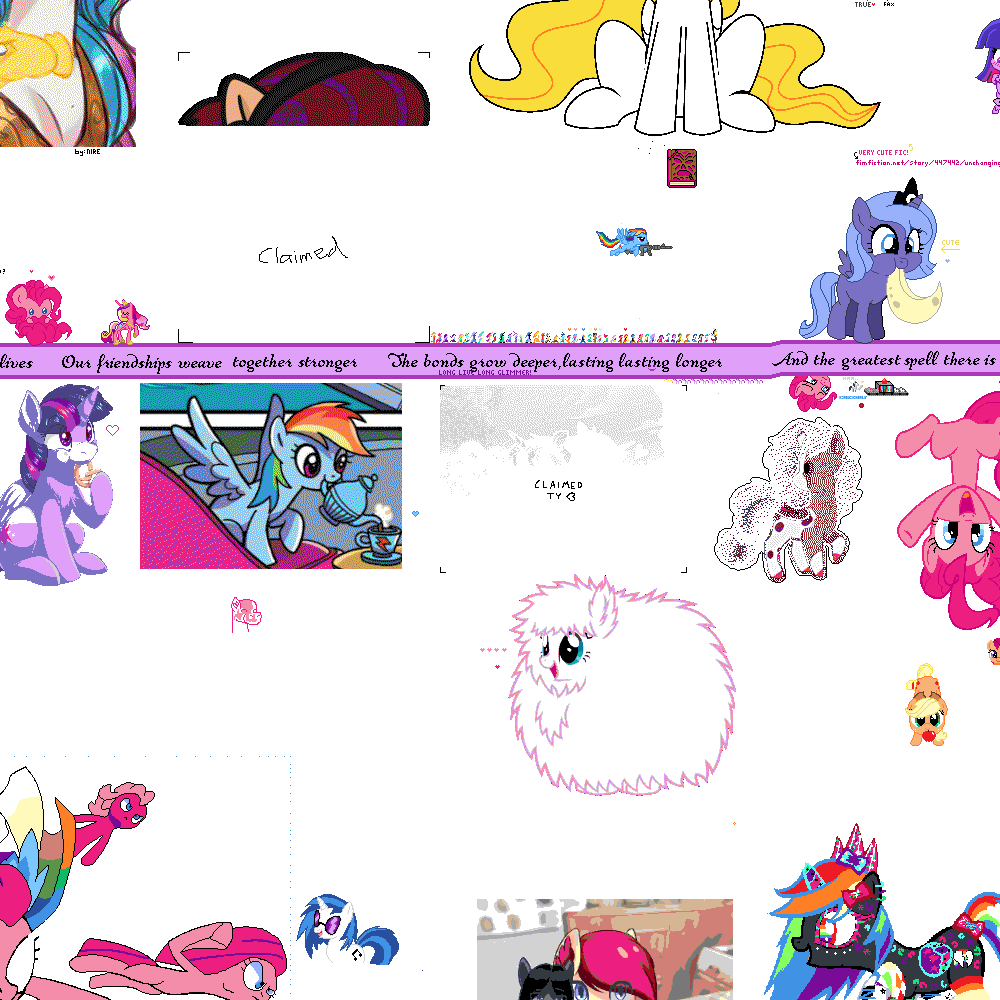 TRUE♥ FAX
by:NIRE
VERY CUTE FIC!
fimfiction.net/story/447442/unchanging
CUTE
Claimed
lives Our friendships weave together stronger The bonds grow deeper, lasting lasting longer And the greatest spell there is
LONG LIVE LONG GLIMMER!
CLAIMED
TY <3